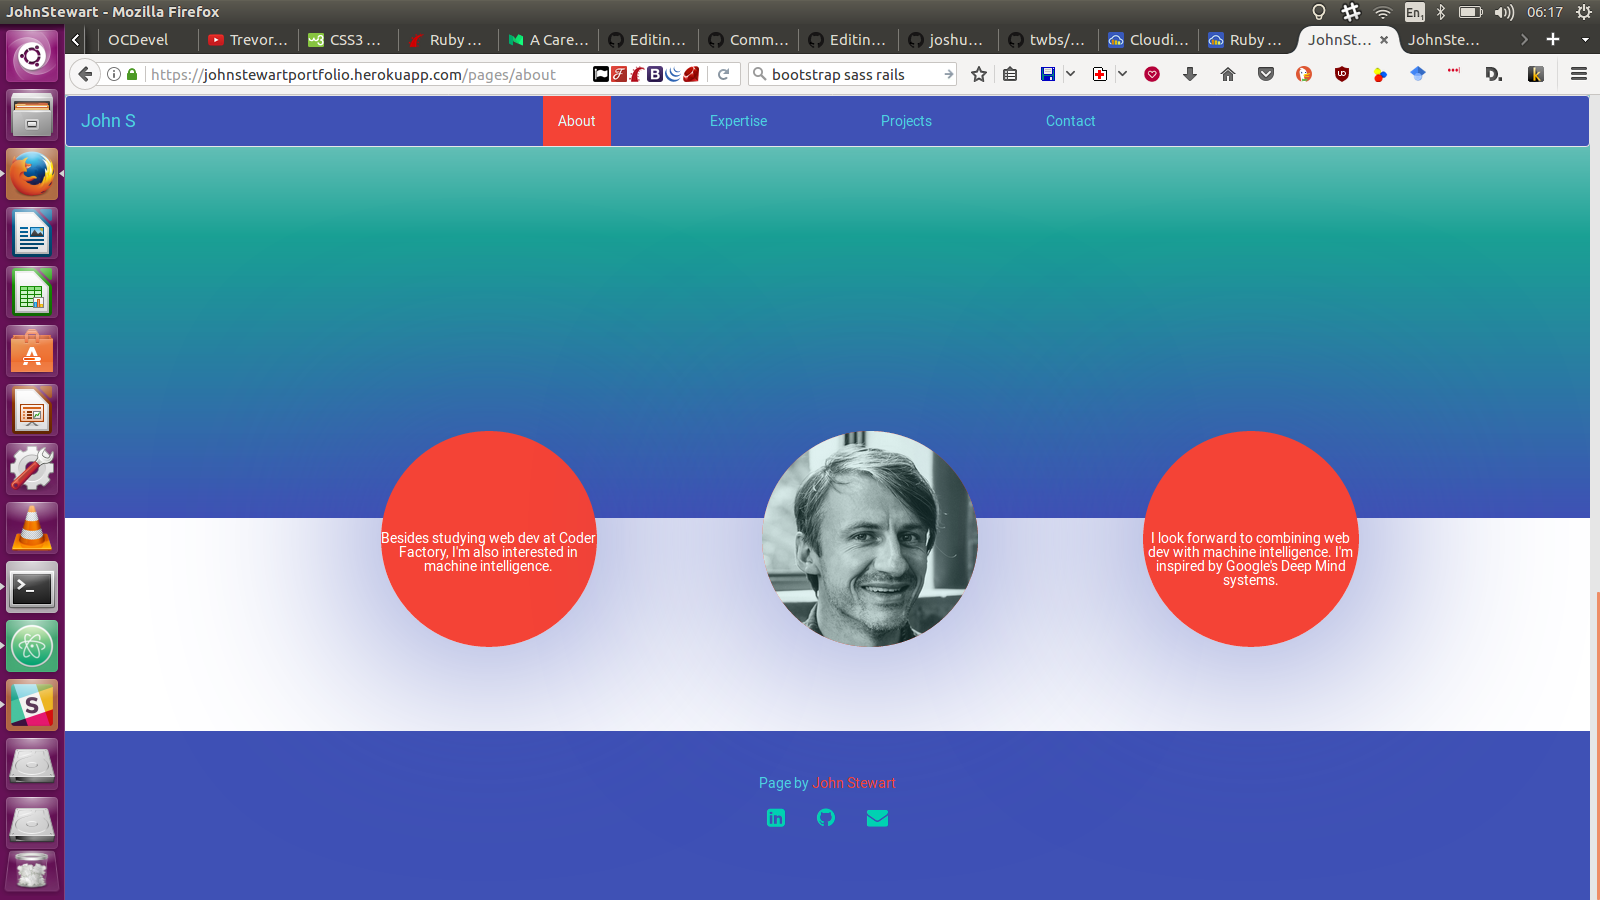 JohnStewart - Mozilla Firefox
En1
06:17
OCDevel
Trevor...
CSS3 ...
Ruby ...
A Care...
Editin...
Comm...
Editin...
joshu...
twbs/...
Cloudi...
Ruby ...
JohnSt...
JohnSte...
https://johnstewartportfolio.herokuapp.com/pages/about
bootstrap sass rails
John S
About
Expertise
Projects
Contact
Besides studying web dev at Coder
Factory, I'm also interested in
machine intelligence.
I look forward to combining web
dev with machine intelligence. I'm
inspired by Google's Deep Mind
systems.
Page by John Stewart